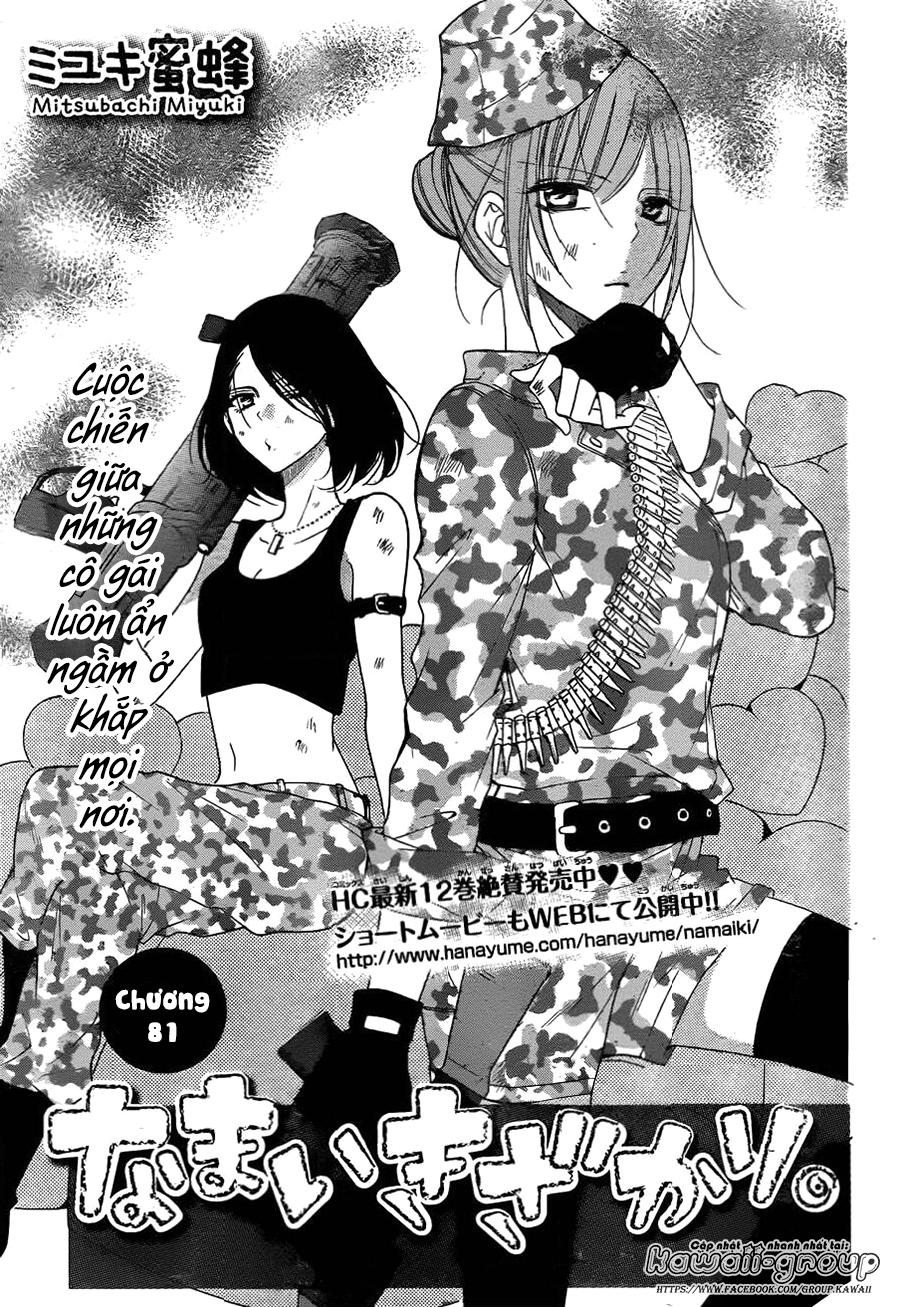 ミユキ蜜蜂
Mitsubachi Miyuki
Cuộc
chiến
giữa
những
cô gái
luôn ẩn
ngầm ở
khắp
mọi
nơi.
HC最新12巻絶賛発売中♥♥
ショートムービーもWEBにて公開中!!
http://www.hanayume.com/hanayume/namaiki/
Chương
81
なまいきざかり。
Cập nhật nhanh nhất tại:
kawaii-group
HTTPS://WWW.FACEBOOK.COM/GROUP.KAWAII